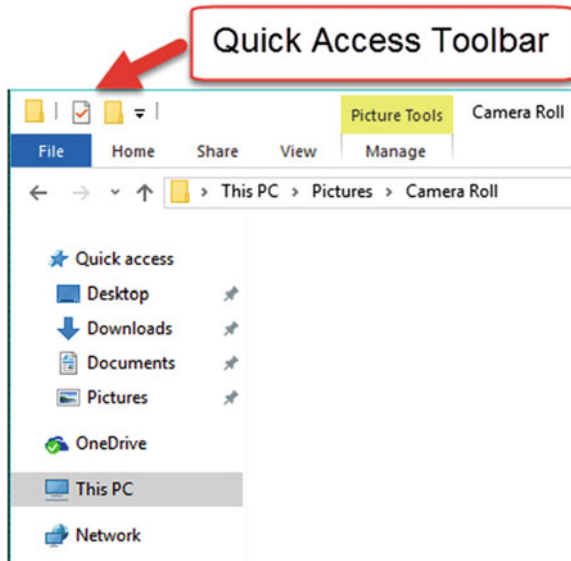 Quick Access Toolbar
Picture Tools Camera Roll
File Home Share View Manage
This PC > Pictures > Camera Roll
Quick access
Desktop
Downloads
Documents
Pictures
OneDrive
This PC
Network